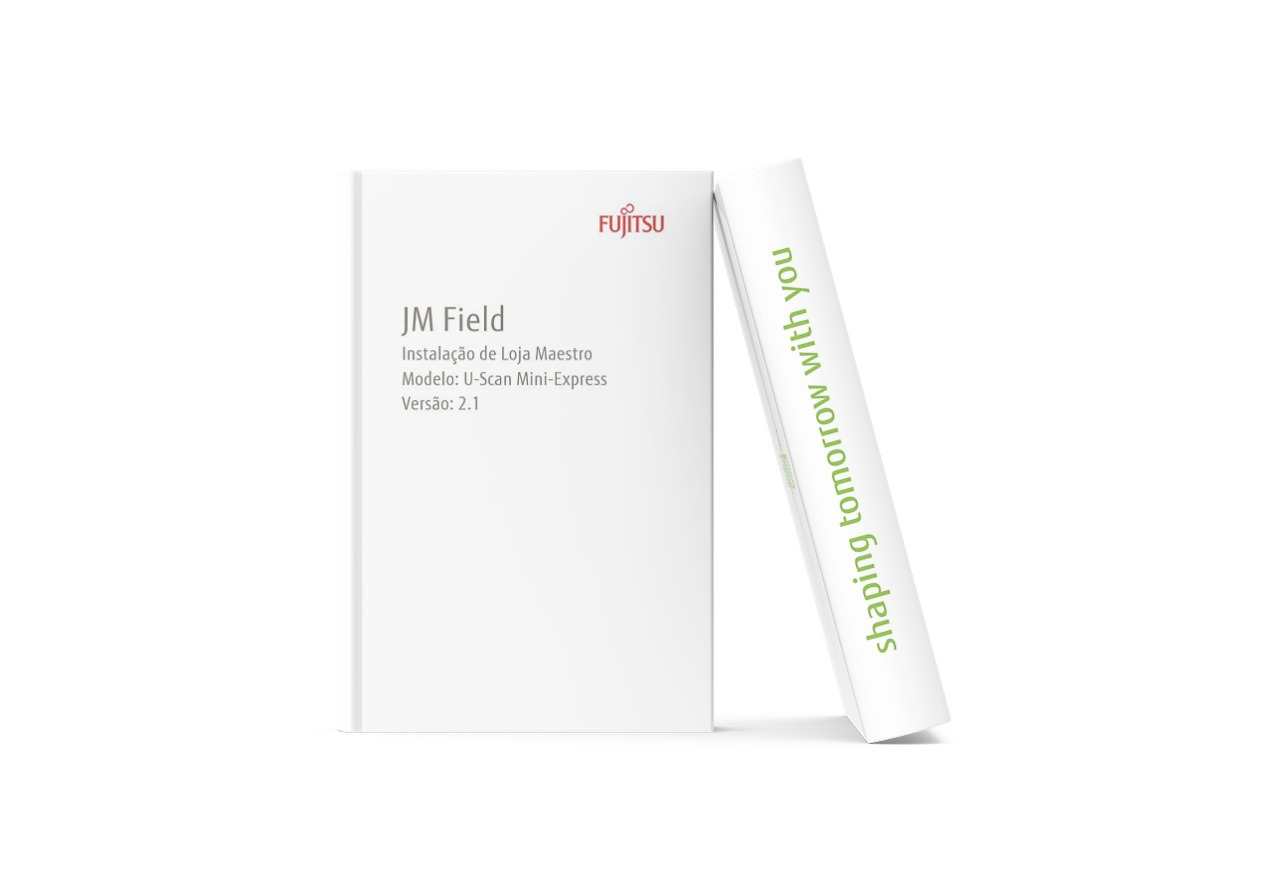 FUJITSU
JM Field
Instalação de Loja Maestro
Modelo: U-Scan Mini-Express
Versão: 2.1
shaping tomorrow with you